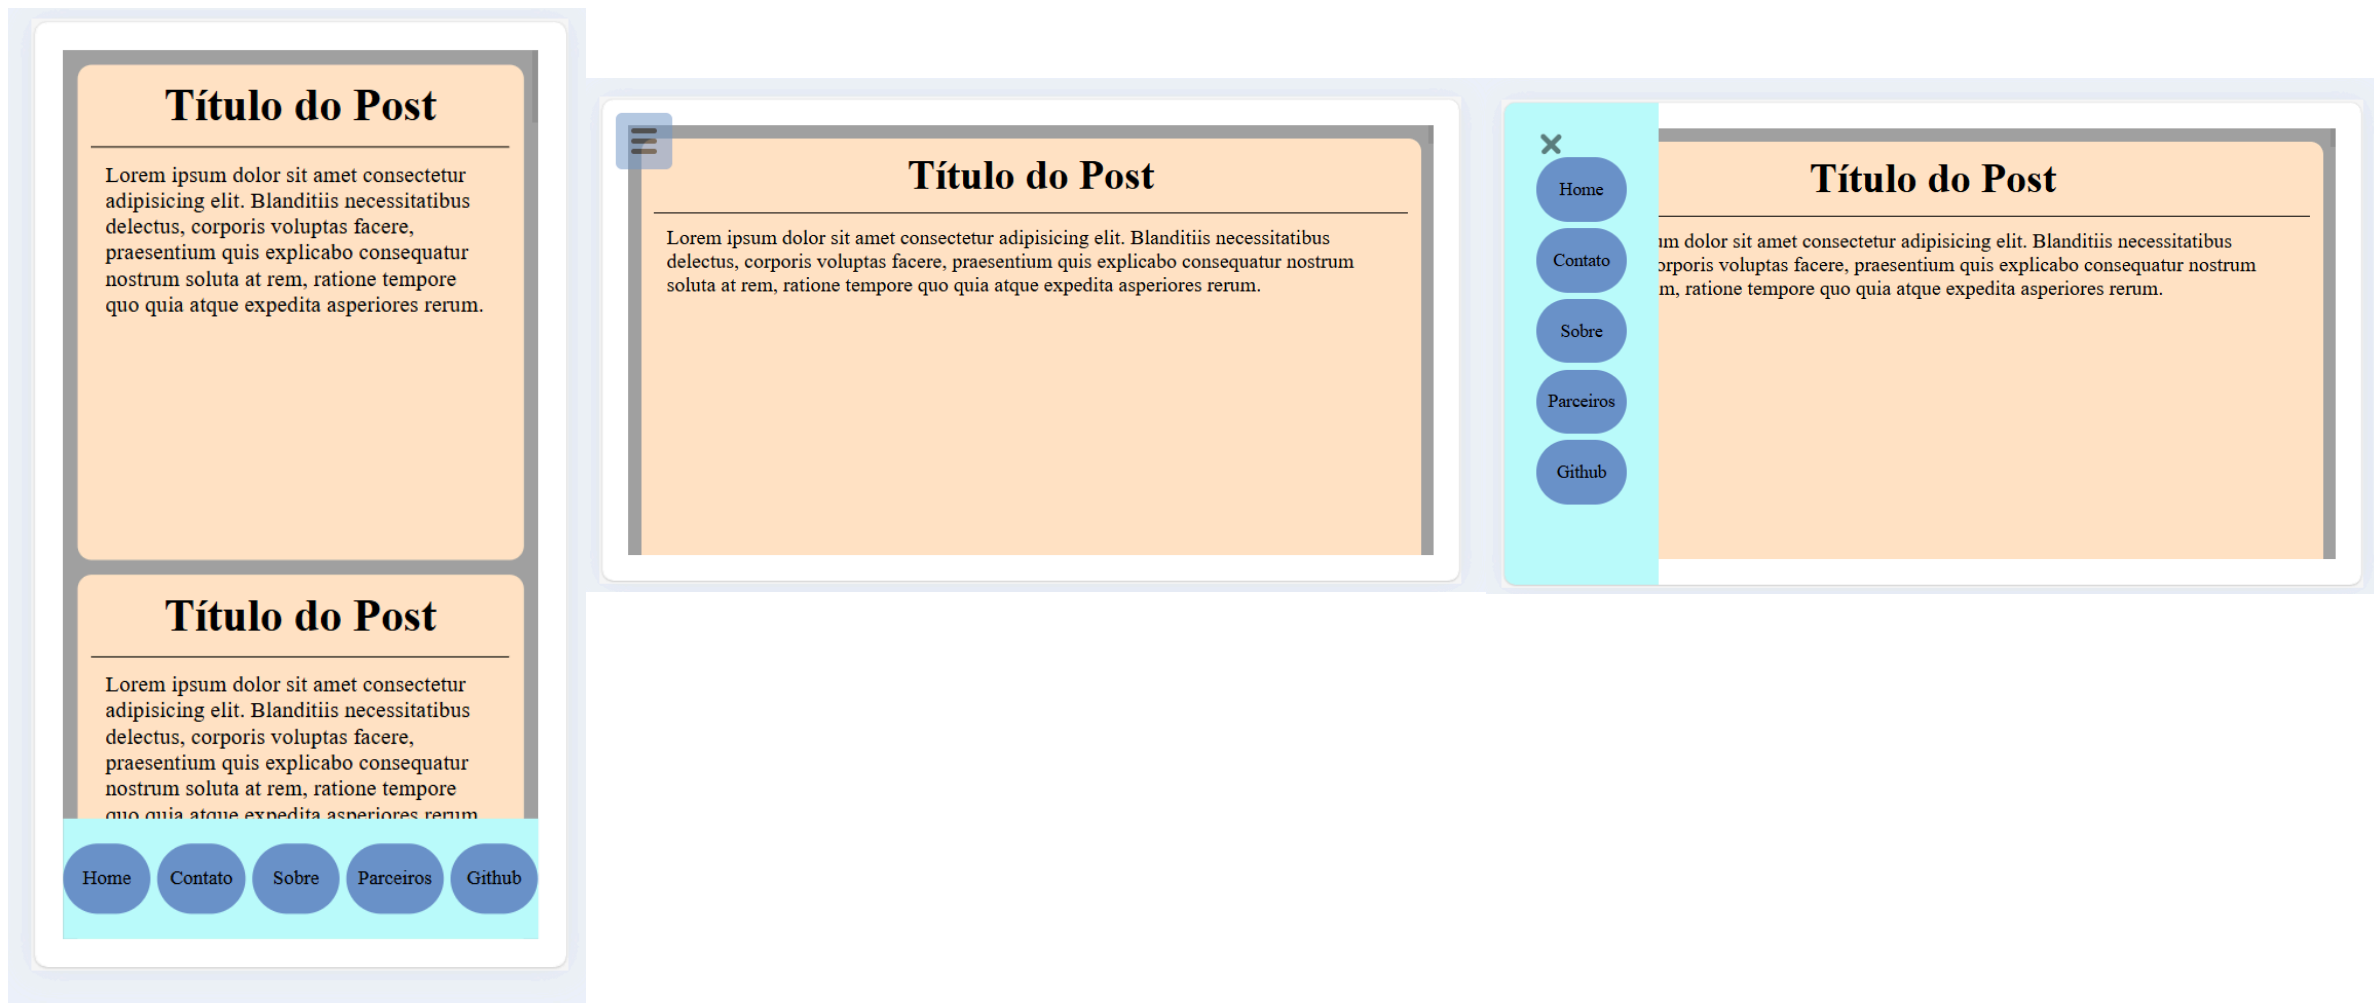 Título do Post
Lorem ipsum dolor sit amet consectetur
adipisicing elit. Blanditiis necessitatibus
delectus, corporis voluptas facere,
praesentium quis explicabo consequatur
nostrum soluta at rem, ratione tempore
quo quia atque expedita asperiores rerum.
Título do Post
Lorem ipsum dolor sit amet consectetur
adipisicing elit. Blanditiis necessitatibus
delectus, corporis voluptas facere,
praesentium quis explicabo consequatur
nostrum soluta at rem, ratione tempore
quo quia atque expedita asperiores rerum
Home Contato Sobre Parceiros Github
Título do Post
Lorem ipsum dolor sit amet consectetur adipisicing elit. Blanditiis necessitatibus
delectus, corporis voluptas facere, praesentium quis explicabo consequatur nostrum
soluta at rem, ratione tempore quo quia atque expedita asperiores rerum.
Home
Contato
Sobre
Parceiros
Github
Título do Post
um dolor sit amet consectetur adipisicing elit. Blanditiis necessitatibus
orporis voluptas facere, praesentium quis explicabo consequatur nostrum
m, ratione tempore quo quia atque expedita asperiores rerum.